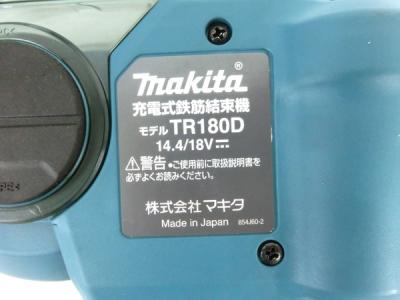 makita®
充電式鉄筋結束機
モデル TR180D
14.4/18V⎓
⚠警告・ご使用前に取扱説明書を
必ずよくお読みください。
株式会社 マキタ
Made in Japan 854J60-2